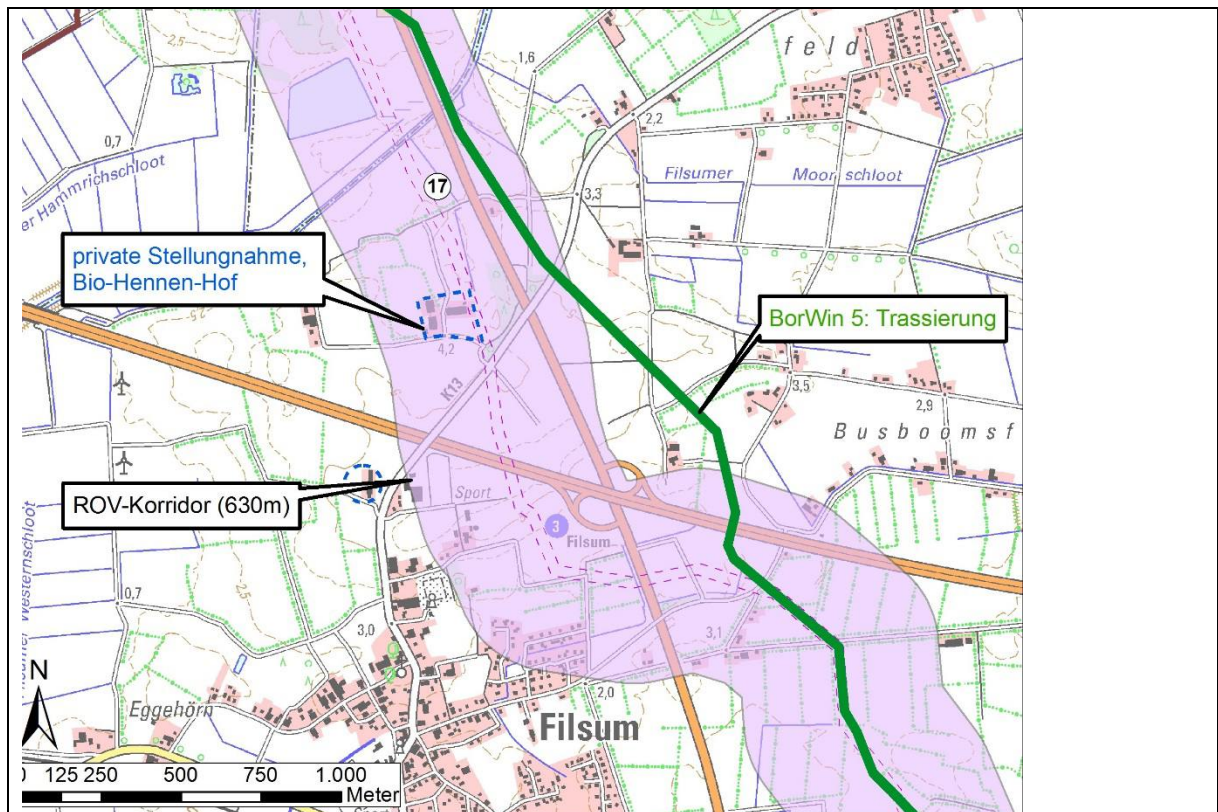 2,5
1,6
feld
2,2
0,7
er Hammrichschloot
Filsumer Moor schloot
17
3,3
private Stellungnahme,
Bio-Hennen-Hof
BorWin 5: Trassierung
4,2
K13
3,5
2,9
Busboomsf
ROV-Korridor (630m)
Sport
3
Filsum
Westernschloot
0,7
3,1
3,0
2,0
N
Eggehörn
Filsum
0 125 250 500 750 1.000
Meter